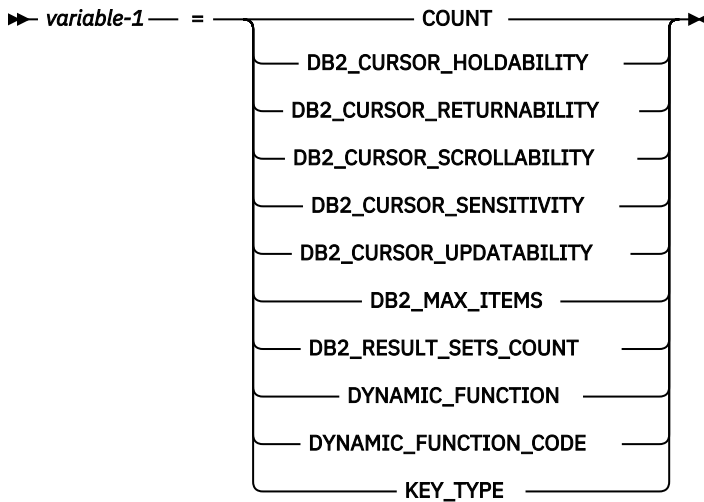 variable-1 = COUNT
DB2_CURSOR_HOLDABILITY
DB2_CURSOR_RETURNABILITY
DB2_CURSOR_SCROLLABILITY
DB2_CURSOR_SENSITIVITY
DB2_CURSOR_UPDATABILITY
DB2_MAX_ITEMS
DB2_RESULT_SETS_COUNT
DYNAMIC_FUNCTION
DYNAMIC_FUNCTION_CODE
KEY_TYPE